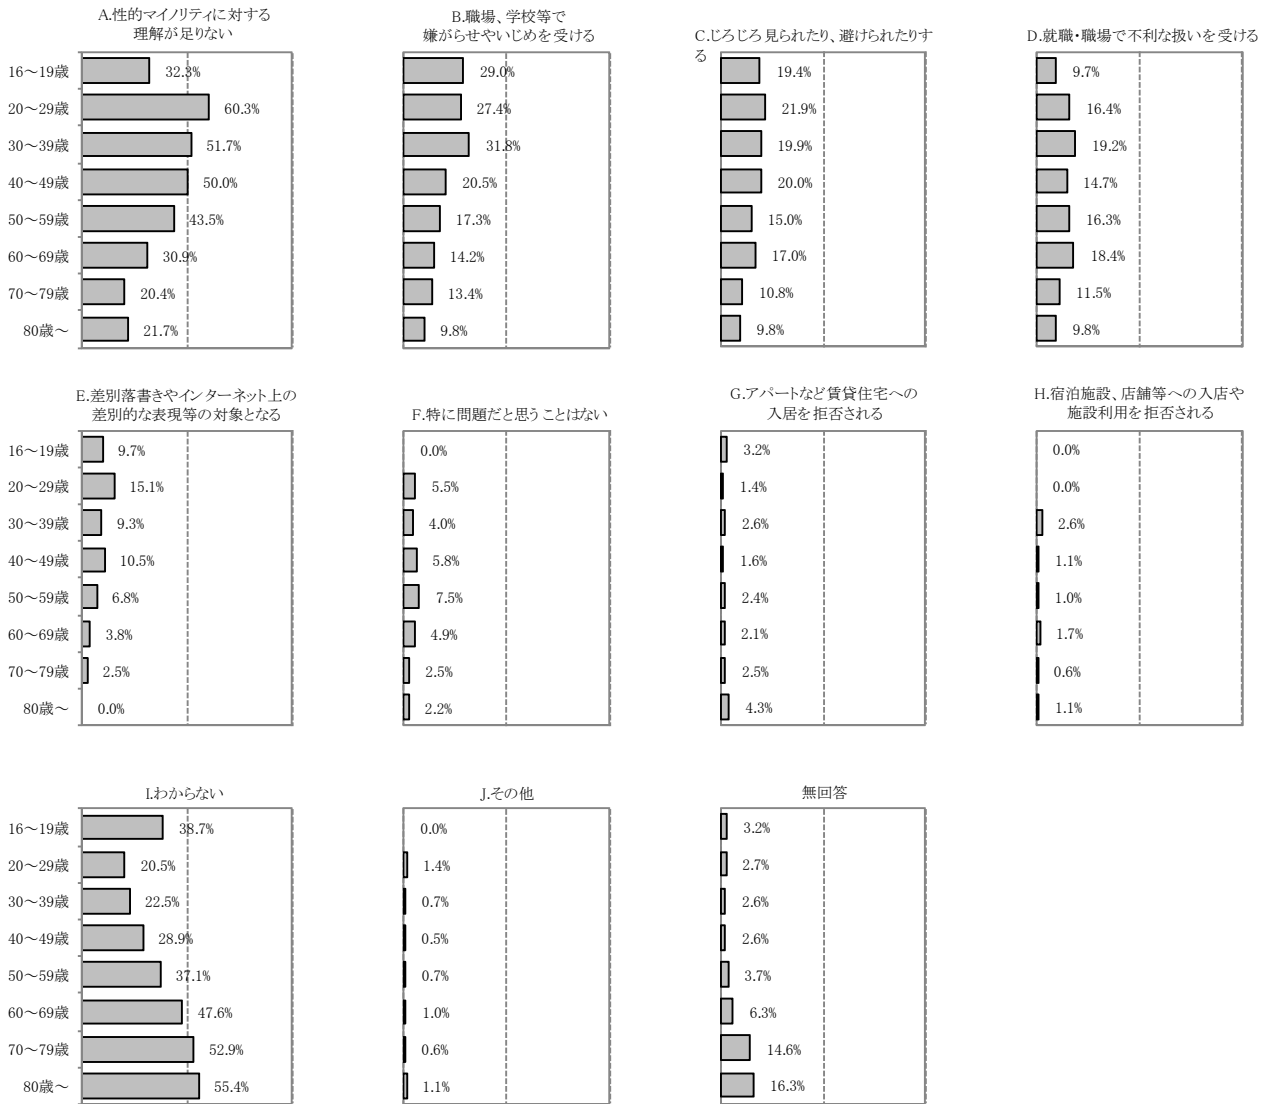 A.性的マイノリティに対する
理解が足りない
B.職場、学校等で
嫌がらせやいじめを受ける
C.じろじろ見られたり、避けられたりす
る
D.就職・職場で不利な扱いを受ける
16～19歳 32.3% 29.0% 19.4% 9.7%
20～29歳 60.3% 27.4% 21.9% 16.4%
30～39歳 51.7% 31.8% 19.9% 19.2%
40～49歳 50.0% 20.5% 20.0% 14.7%
50～59歳 43.5% 17.3% 15.0% 16.3%
60～69歳 30.9% 14.2% 17.0% 18.4%
70～79歳 20.4% 13.4% 10.8% 11.5%
80歳～ 21.7% 9.8% 9.8% 9.8%
E.差別落書きやインターネット上の
差別的な表現等の対象となる
F.特に問題だと思うことはない
G.アパートなど賃貸住宅への
入居を拒否される
H.宿泊施設、店舗等への入店や
施設利用を拒否される
16～19歳 9.7% 0.0% 3.2% 0.0%
20～29歳 15.1% 5.5% 1.4% 0.0%
30～39歳 9.3% 4.0% 2.6% 2.6%
40～49歳 10.5% 5.8% 1.6% 1.1%
50～59歳 6.8% 7.5% 2.4% 1.0%
60～69歳 3.8% 4.9% 2.1% 1.7%
70～79歳 2.5% 2.5% 2.5% 0.6%
80歳～ 0.0% 2.2% 4.3% 1.1%
I.わからない
J.その他
無回答
16～19歳 38.7% 0.0% 3.2%
20～29歳 20.5% 1.4% 2.7%
30～39歳 22.5% 0.7% 2.6%
40～49歳 28.9% 0.5% 2.6%
50～59歳 37.1% 0.7% 3.7%
60～69歳 47.6% 1.0% 6.3%
70～79歳 52.9% 0.6% 14.6%
80歳～ 55.4% 1.1% 16.3%